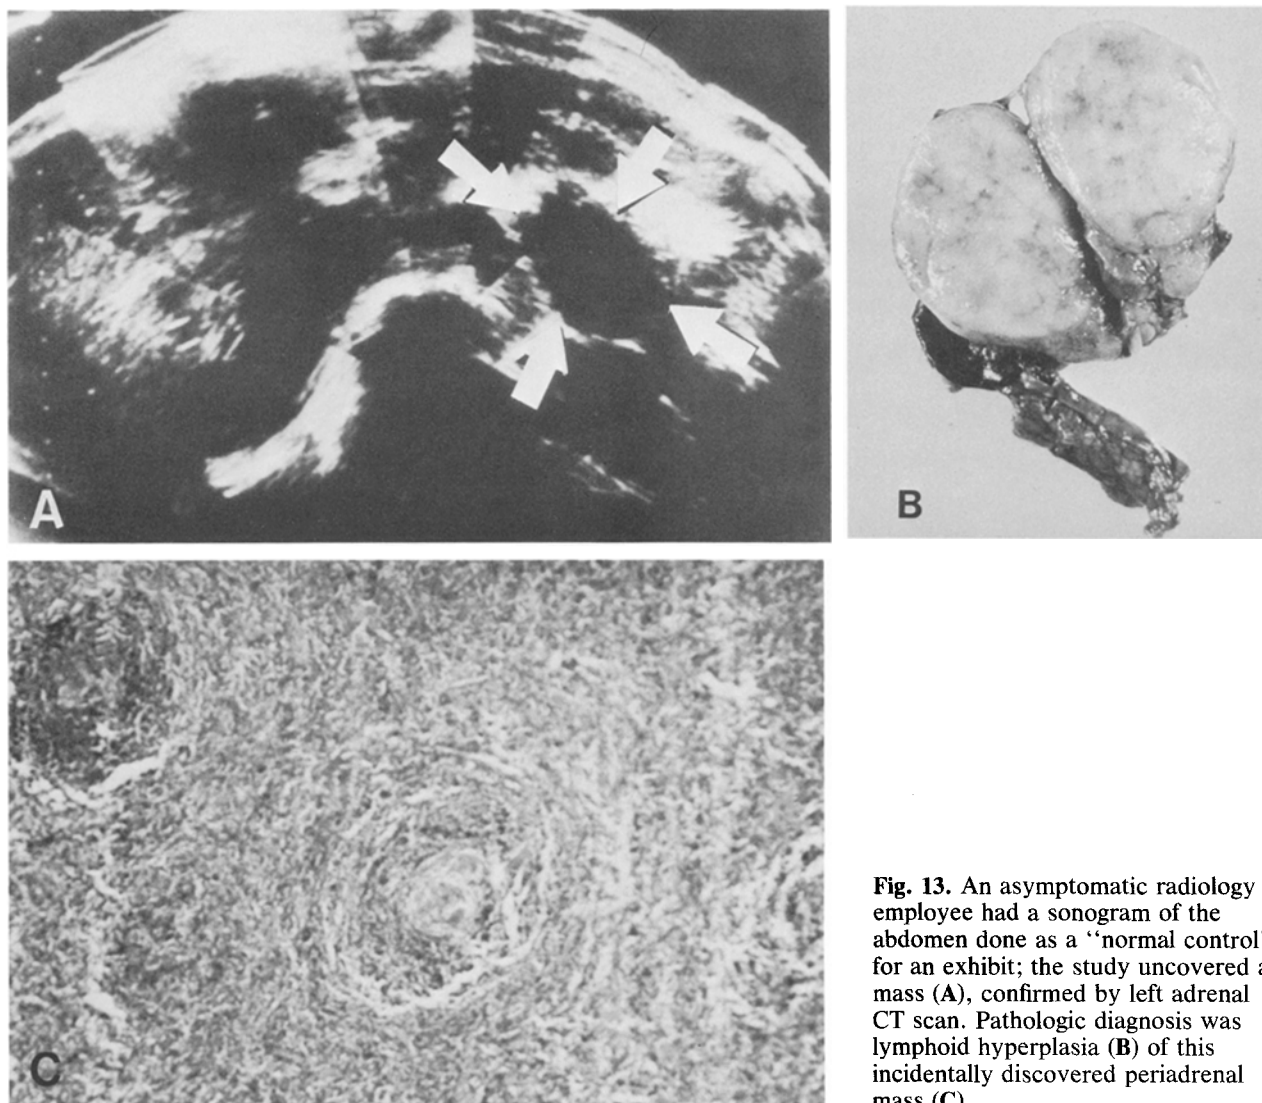 A
B
C
Fig. 13. An asymptomatic radiology
employee had a sonogram of the
abdomen done as a “normal control”
for an exhibit; the study uncovered a
mass (A), confirmed by left adrenal
CT scan. Pathologic diagnosis was
lymphoid hyperplasia (B) of this
incidentally discovered periadrenal
mass (C)